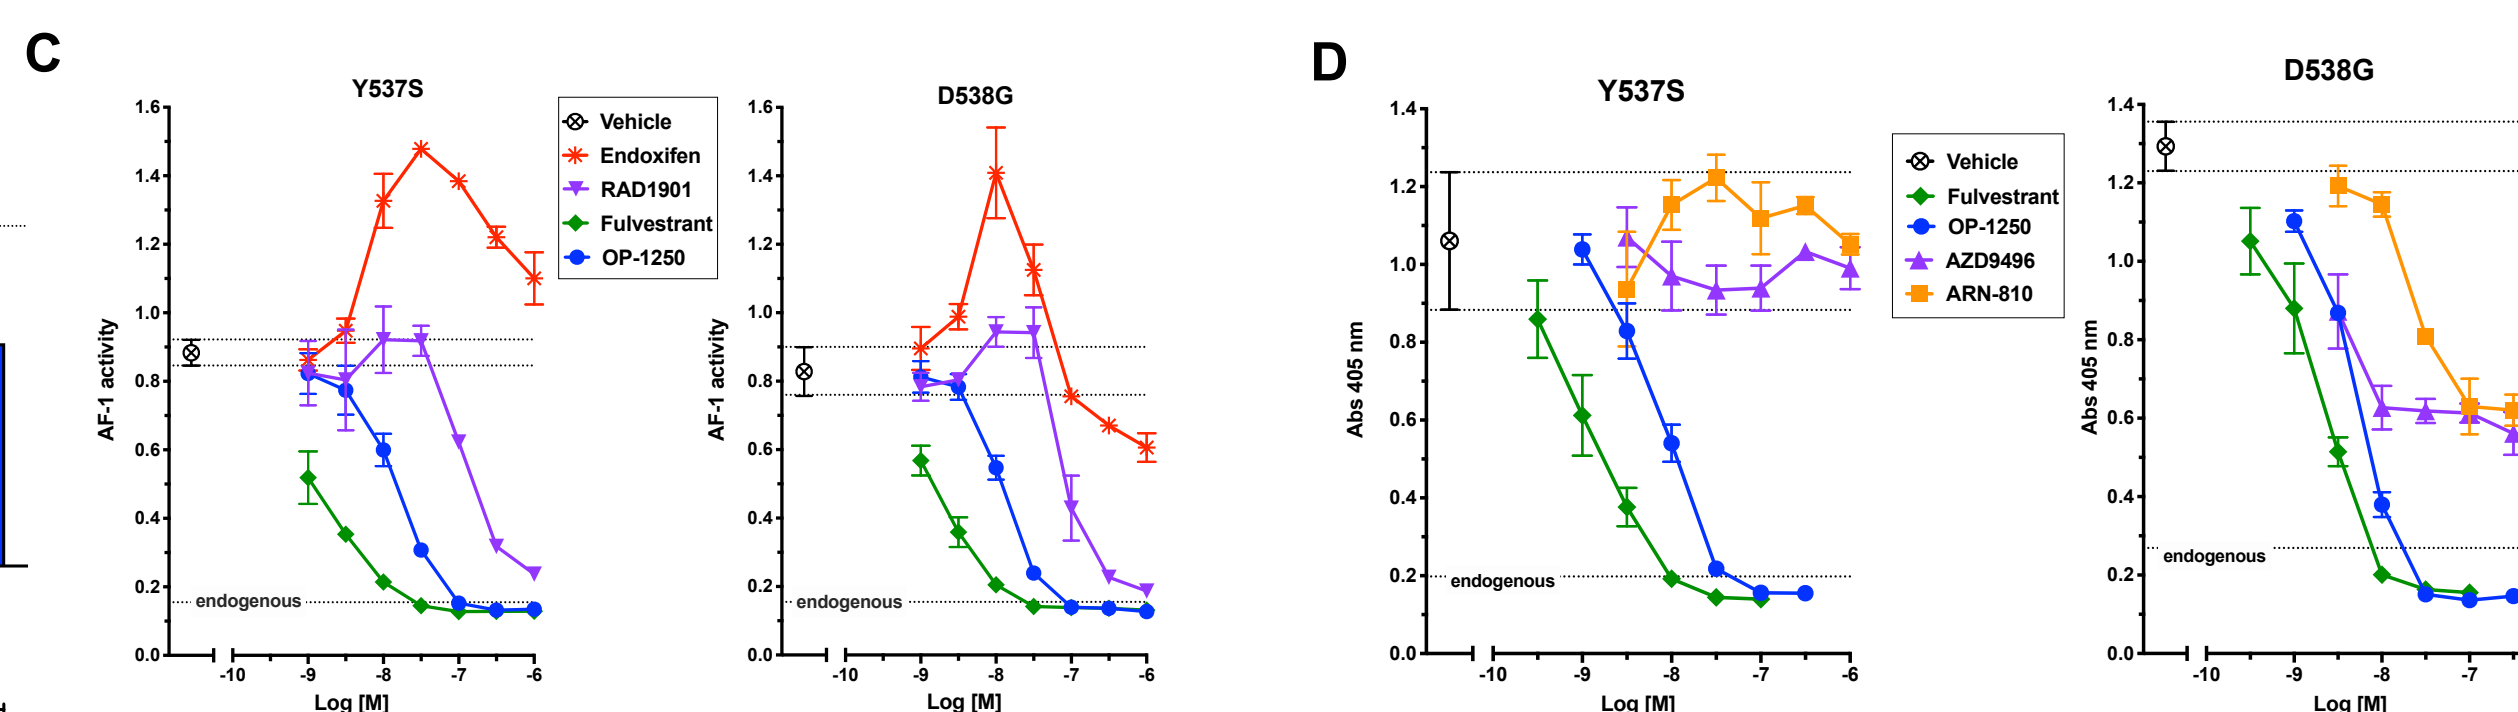 C
Y537S
1.6
1.4
1.2
1.0
0.8
0.6
0.4
0.2
0.0
AF-1 activity
endogenous
-10 -9 -8 -7 -6
Log [M]
Vehicle
Endoxifen
RAD1901
Fulvestrant
OP-1250
D538G
1.6
1.4
1.2
1.0
0.8
0.6
0.4
0.2
0.0
AF-1 activity
endogenous
-10 -9 -8 -7 -6
Log [M]
D
Y537S
1.4
1.2
1.0
0.8
0.6
0.4
0.2
0.0
Abs 405 nm
endogenous
-10 -9 -8 -7 -6
Log [M]
Vehicle
Fulvestrant
OP-1250
AZD9496
ARN-810
D538G
1.4
1.2
1.0
0.8
0.6
0.4
0.2
0.0
Abs 405 nm
endogenous
-10 -9 -8 -7
Log [M]